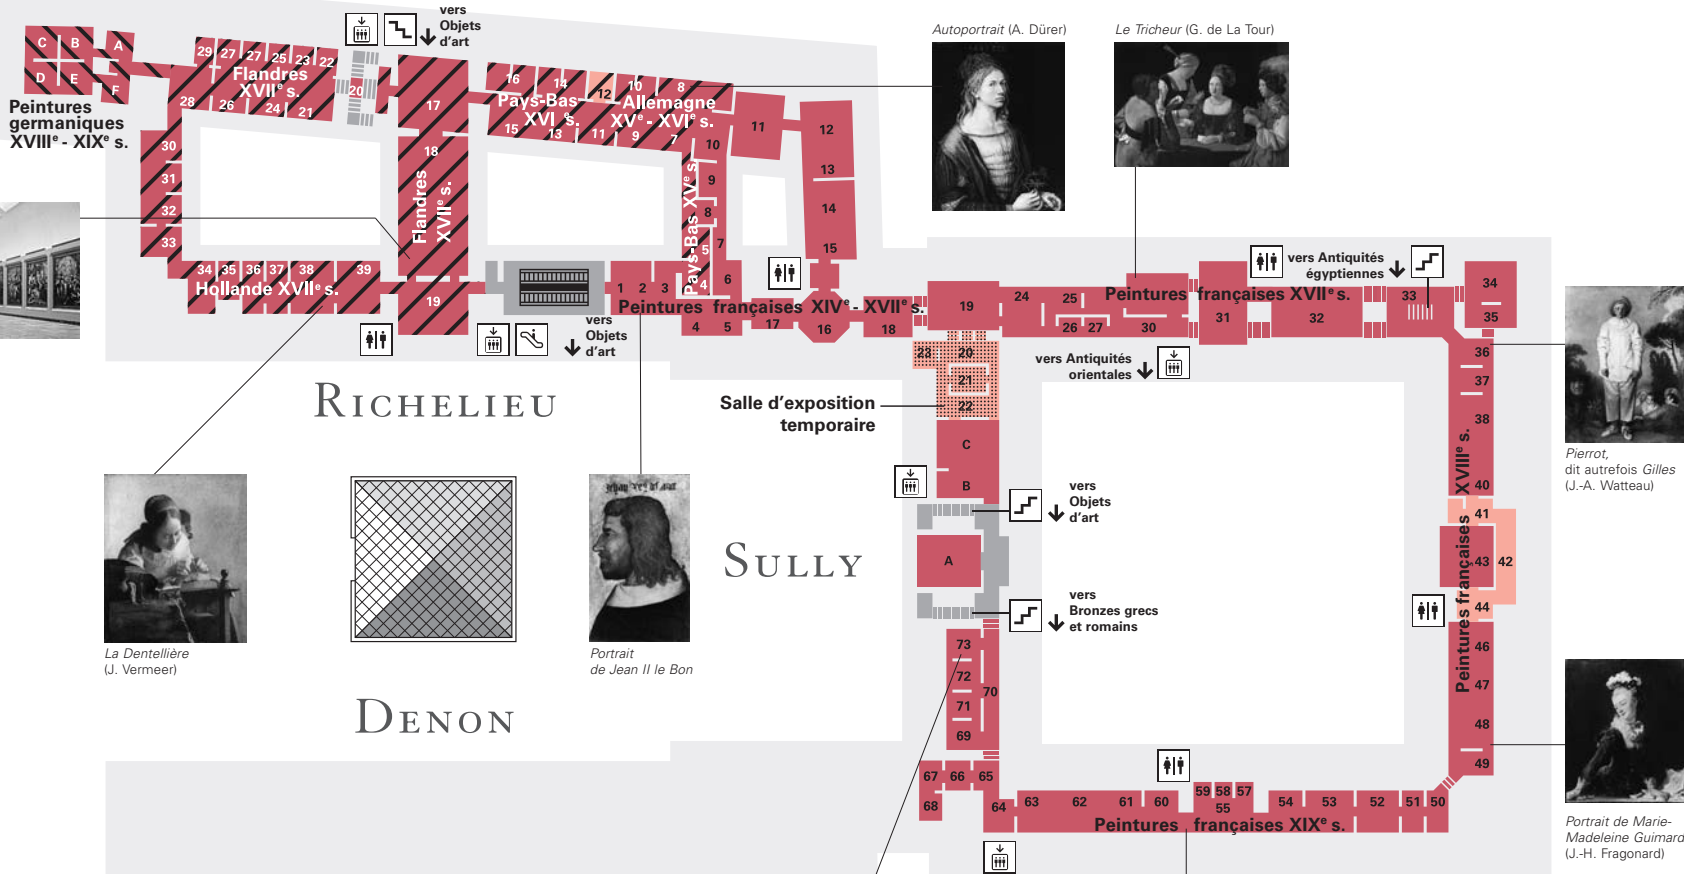 vers
Objets
d'art
C
B
A
D
E
F
Peintures
germaniques
XVIIIe - XIXe s.
29
27
27
25
23
22
Flandres
XVIIe s.
28
26
24
21
20
17
18
Flandres
XVIIe s.
19
16
14
12
10
8
Pays-Bas
XVIe s.
Allemagne
XVe - XVIe s.
15
13
11
9
7
10
9
8
7
5
4
6
Pays-Bas XVe s.
11
12
13
14
15
30
31
32
33
34
35
36
37
38
39
Hollande XVIIe s.
1
2
3
4
5
17
16
18
Peintures françaises XIVe - XVIIe s.
vers
Objets
d'art
Autoportrait (A. Dürer)
Le Tricheur (G. de La Tour)
19
24
25
26
27
30
31
32
33
34
35
Peintures françaises XVIIe s.
vers Antiquités
égyptiennes
vers Antiquités
orientales
23
20
21
22
Salle d'exposition
temporaire
C
B
A
vers
Objets
d'art
vers
Bronzes grecs
et romains
36
37
38
40
41
42
43
44
46
47
48
49
Peintures françaises XVIIIe s.
Pierrot,
dit autrefois Gilles
(J.-A. Watteau)
Portrait de Marie-
Madeleine Guimard
(J.-H. Fragonard)
RICHELIEU
SULLY
DENON
La Dentellière
(J. Vermeer)
Portrait
de Jean II le Bon
73
72
71
70
69
67
66
65
68
64
63
62
61
60
59
58
57
55
54
53
52
51
50
Peintures françaises XIXe s.